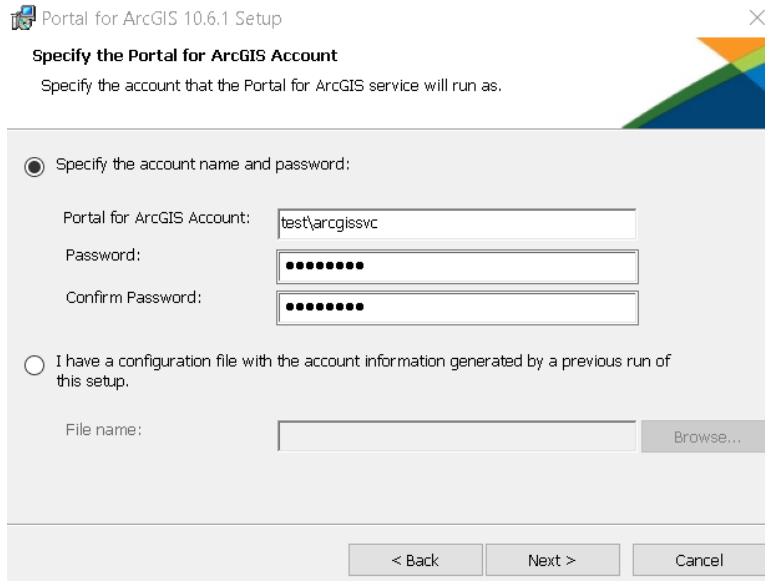 Portal for ArcGIS 10.6.1 Setup
Specify the Portal for ArcGIS Account
Specify the account that the Portal for ArcGIS service will run as.
Specify the account name and password:
Portal for ArcGIS Account: test\arcgissvc
Password: ●●●●●●●●
Confirm Password: ●●●●●●●●
I have a configuration file with the account information generated by a previous run of
this setup.
File name: Browse...
< Back Next > Cancel